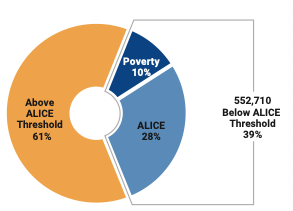 Above
ALICE
Threshold
61%
Poverty
10%
ALICE
28%
552,710
Below ALICE
Threshold
39%